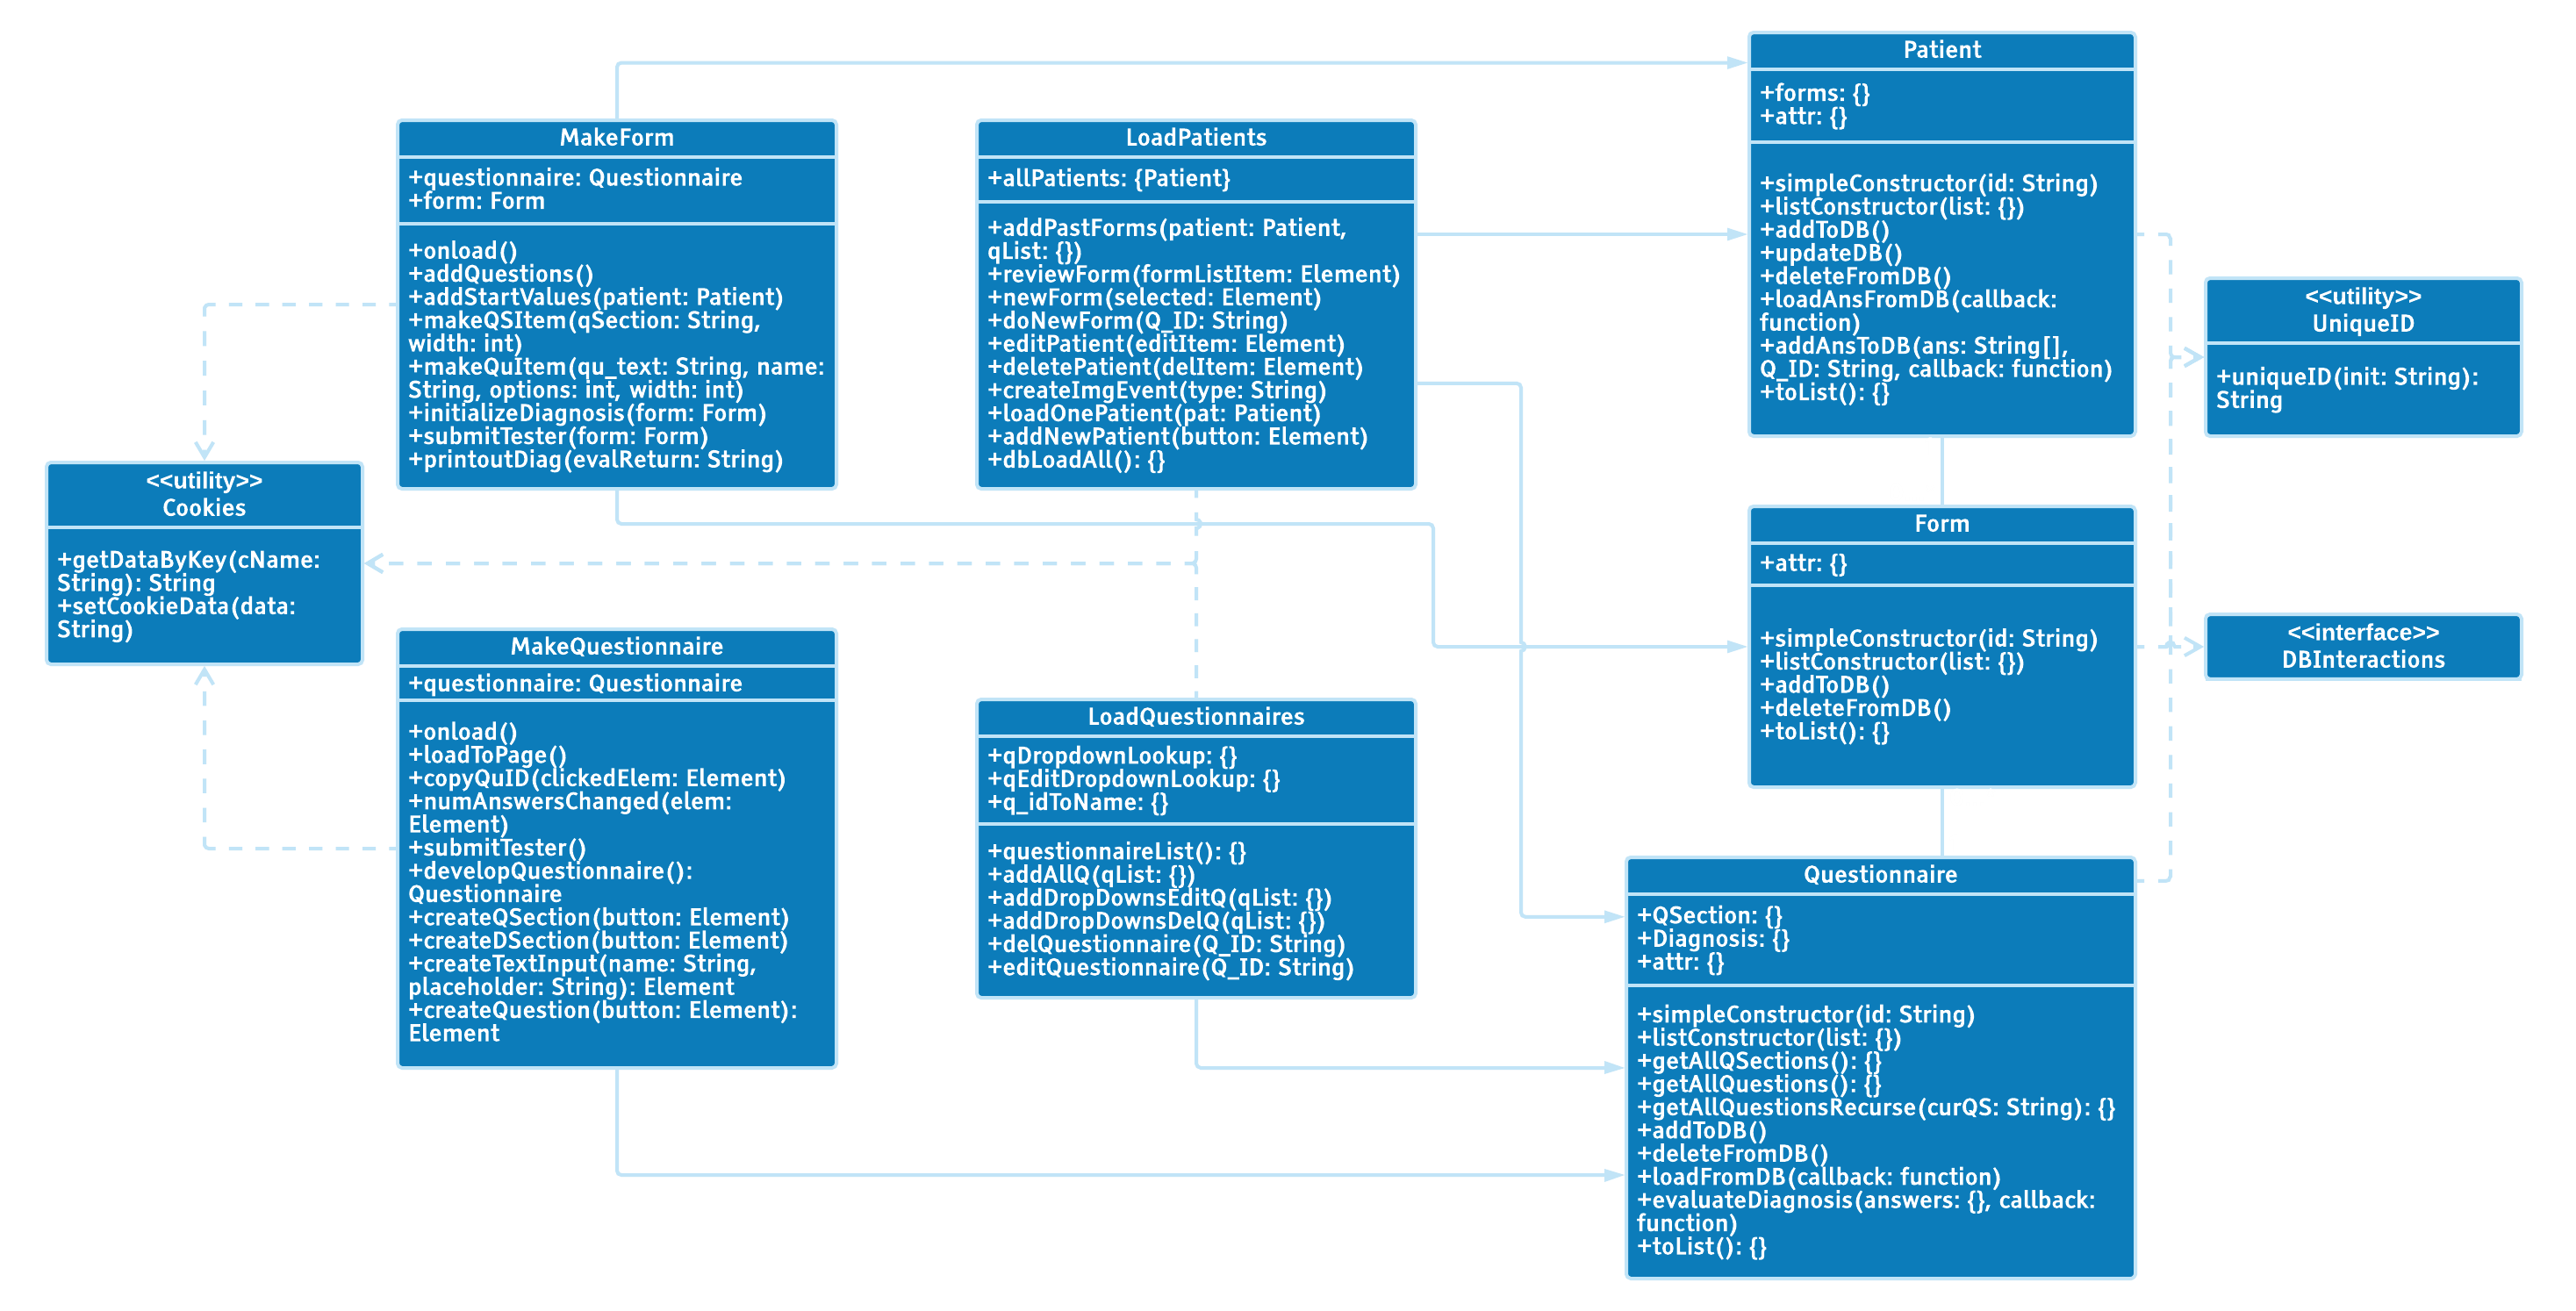 Patient
+forms: {}
+attr: {}
+simpleConstructor(id: String)
+listConstructor(list: {})
+addToDB()
+updateDB()
+deleteFromDB()
+loadAnsFromDB(callback:
function)
+addAnsToDB(ans: String[],
Q_ID: String, callback: function)
+toList(): {}
MakeForm
+questionnaire: Questionnaire
+form: Form
+onload()
+addQuestions()
+addStartValues(patient: Patient)
+makeQSItem(qSection: String,
width: int)
+makeQuItem(qu_text: String, name:
String, options: int, width: int)
+initializeDiagnosis(form: Form)
+submitTester(form: Form)
+printoutDiag(evalReturn: String)
LoadPatients
+allPatients: {Patient}
+addPastForms(patient: Patient,
qList: {})
+reviewForm(formListItem: Element)
+newForm(selected: Element)
+doNewForm(Q_ID: String)
+editPatient(editItem: Element)
+deletePatient(delItem: Element)
+createImgEvent(type: String)
+loadOnePatient(pat: Patient)
+addNewPatient(button: Element)
+dbLoadAll(): {}
<<utility>>
UniqueID
+uniqueID(init: String):
String
<<utility>>
Cookies
+getDataByKey(cName:
String): String
+setCookieData(data:
String)
Form
+attr: {}
+simpleConstructor(id: String)
+listConstructor(list: {})
+addToDB()
+deleteFromDB()
+toList(): {}
<<interface>>
DBInteractions
MakeQuestionnaire
+questionnaire: Questionnaire
+onload()
+loadToPage()
+copyQuID(clickedElem: Element)
+numAnswersChanged(elem:
Element)
+submitTester()
+developQuestionnaire():
Questionnaire
+createQSection(button: Element)
+createDSection(button: Element)
+createTextInput(name: String,
placeholder: String): Element
+createQuestion(button: Element):
Element
LoadQuestionnaires
+qDropdownLookup: {}
+qEditDropdownLookup: {}
+q_idToName: {}
+questionnaireList(): {}
+addAllQ(qList: {})
+addDropDownsEditQ(qList: {})
+addDropDownsDelQ(qList: {})
+delQuestionnaire(Q_ID: String)
+editQuestionnaire(Q_ID: String)
Questionnaire
+QSection: {}
+Diagnosis: {}
+attr: {}
+simpleConstructor(id: String)
+listConstructor(list: {})
+getAllQSections(): {}
+getAllQuestions(): {}
+getAllQuestionsRecurse(curQS: String): {}
+addToDB()
+deleteFromDB()
+loadFromDB(callback: function)
+evaluateDiagnosis(answers: {}, callback:
function)
+toList(): {}